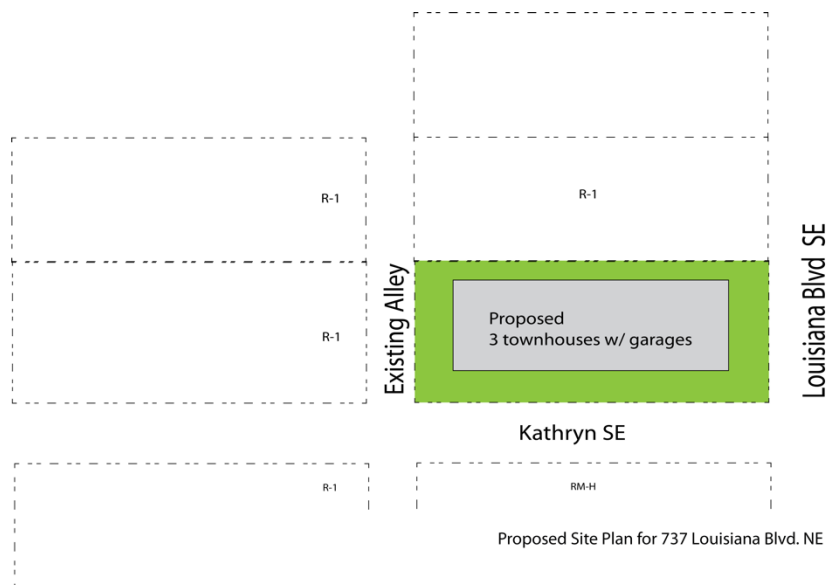 R-1
R-1
Louisiana Blvd SE
R-1
Existing Alley
Proposed
3 townhouses w/ garages
Kathryn SE
R-1
RM-H
Proposed Site Plan for 737 Louisiana Blvd. NE